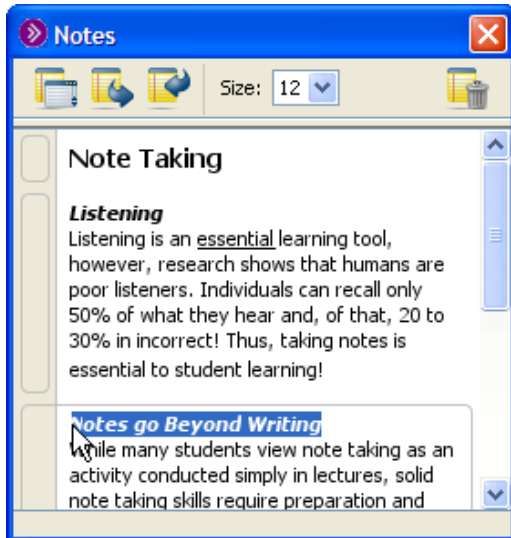 Notes
Size: 12
Note Taking
Listening
Listening is an essential learning tool,
however, research shows that humans are
poor listeners. Individuals can recall only
50% of what they hear and, of that, 20 to
30% in incorrect! Thus, taking notes is
essential to student learning!
Notes go Beyond Writing
While many students view note taking as an
activity conducted simply in lectures, solid
note taking skills require preparation and